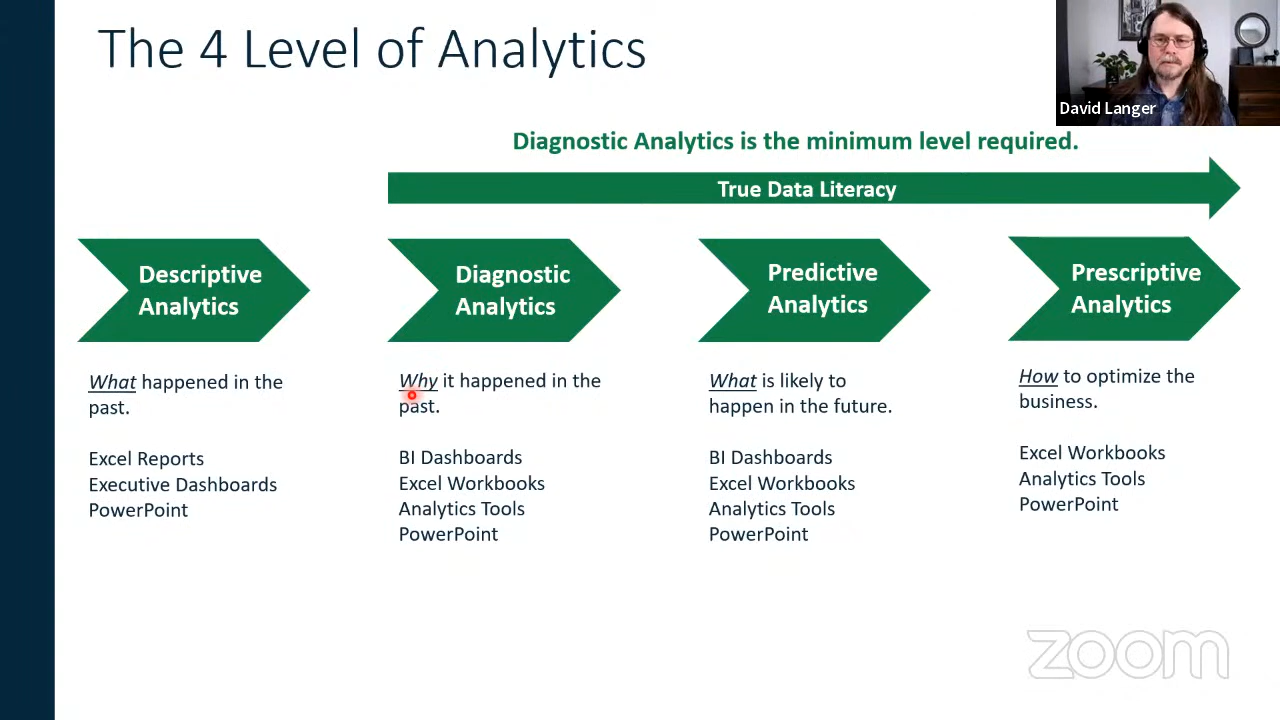 The 4 Level of Analytics
David Langer
Diagnostic Analytics is the minimum level required.
True Data Literacy
Descriptive
Analytics
Diagnostic
Analytics
Predictive
Analytics
Prescriptive
Analytics
What happened in the
past.
Excel Reports
Executive Dashboards
PowerPoint
Why it happened in the
past.
BI Dashboards
Excel Workbooks
Analytics Tools
PowerPoint
What is likely to
happen in the future.
BI Dashboards
Excel Workbooks
Analytics Tools
PowerPoint
How to optimize the
business.
Excel Workbooks
Analytics Tools
PowerPoint
zoom